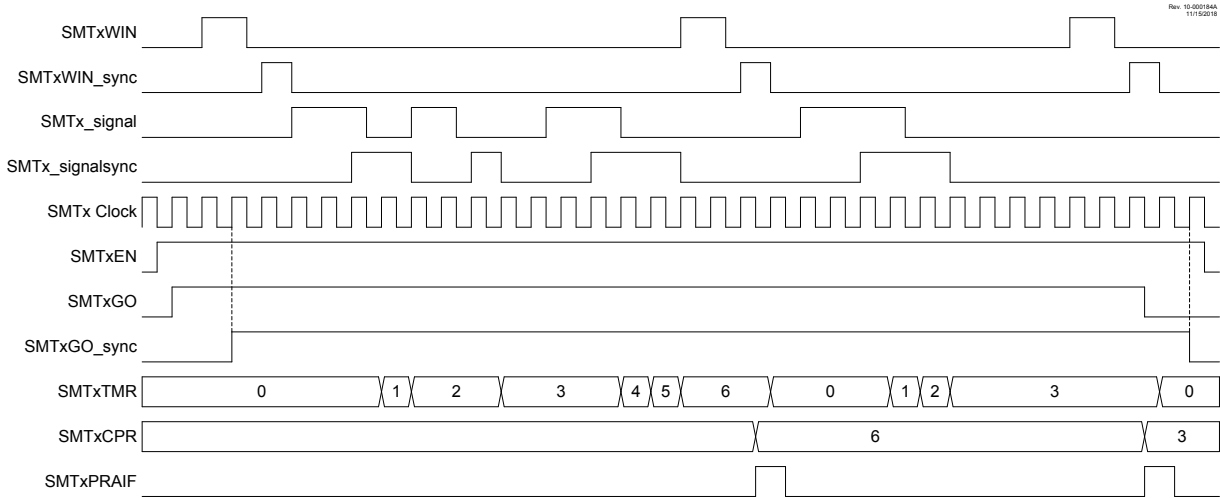 Rev. 10-000184A
11/15/2018
SMTxWIN
SMTxWIN_sync
SMTx_signal
SMTx_signalsync
SMTx Clock
SMTxEN
SMTxGO
SMTxGO_sync
SMTxTMR 0 1 2 3 4 5 6 0 1 2 3 0
SMTxCPR 6 3
SMTxPRAIF